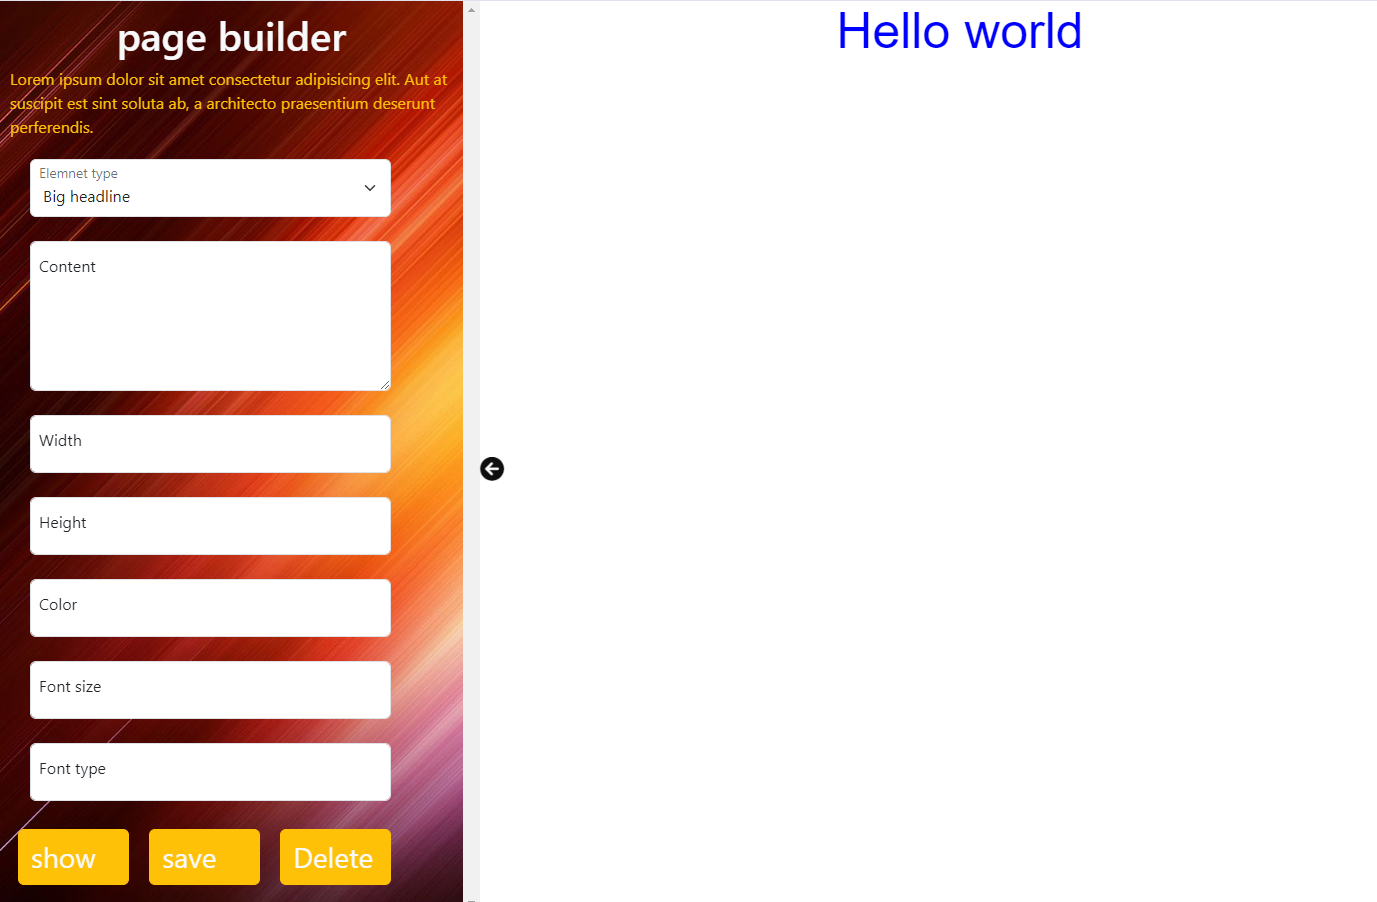 page builder
Lorem ipsum dolor sit amet consectetur adipisicing elit. Aut at
suscipit est sint soluta ab, a architecto praesentium deserunt
perferendis.
Elemnet type
Big headline
Content
Width
Height
Color
Font size
Font type
show save Delete
Hello world